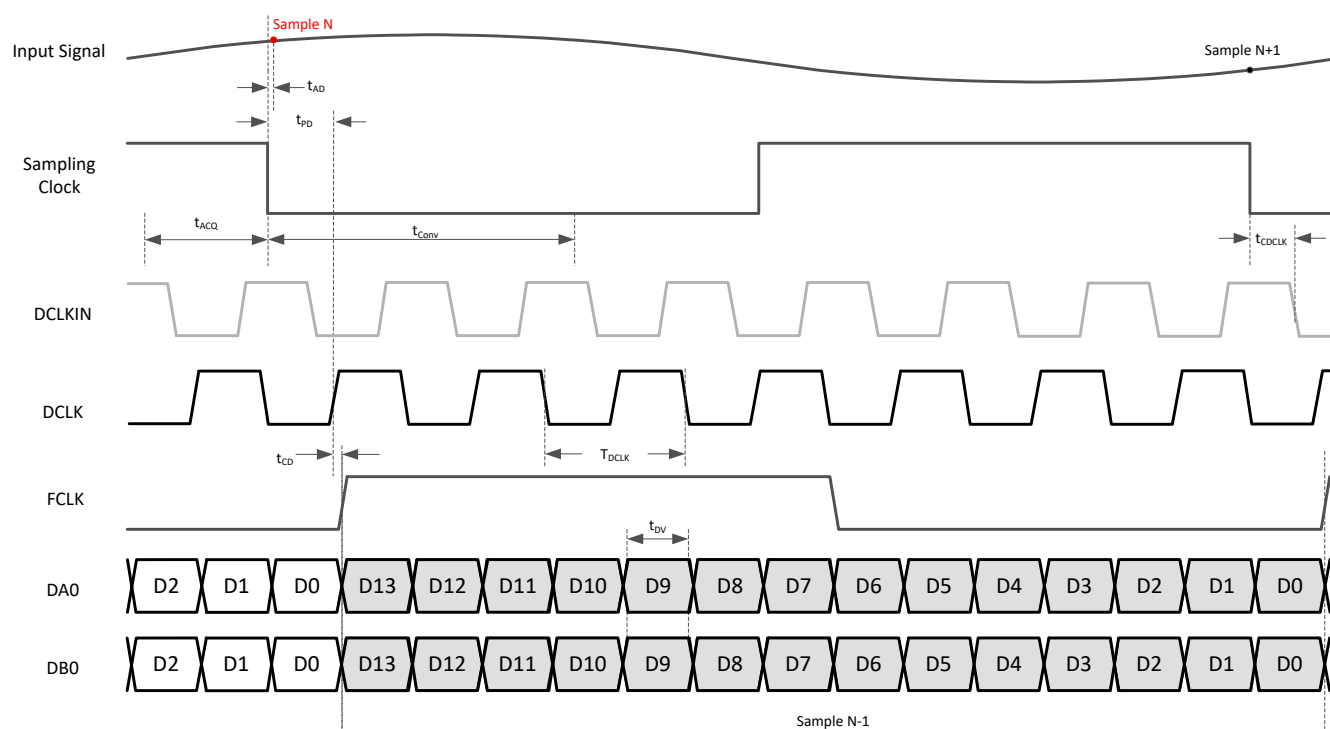 Sample N
Input Signal
Sample N+1
tAD
tPD
Sampling
Clock
tACQ
tConv
tCDCLK
DCLKIN
DCLK
tCD
TDCLK
FCLK
tDV
DA0 D2 D1 D0 D13 D12 D11 D10 D9 D8 D7 D6 D5 D4 D3 D2 D1 D0
DB0 D2 D1 D0 D13 D12 D11 D10 D9 D8 D7 D6 D5 D4 D3 D2 D1 D0
Sample N-1